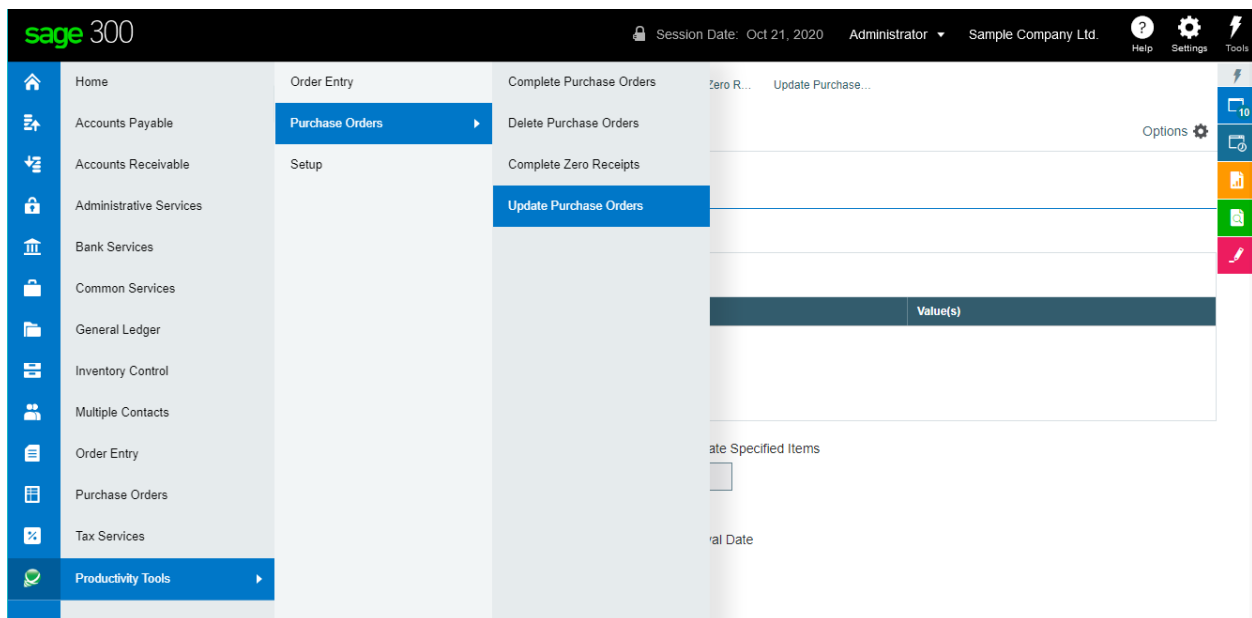 sage 300
Session Date: Oct 21, 2020 Administrator Sample Company Ltd. ? Help Settings Tools
Home Order Entry Complete Purchase Orders Zero R... Update Purchase...
10
Accounts Payable Purchase Orders Delete Purchase Orders Options
Accounts Receivable Setup Complete Zero Receipts
Administrative Services Update Purchase Orders
Bank Services
Common Services
General Ledger Value(s)
Inventory Control
Multiple Contacts
Order Entry ate Specified Items
Purchase Orders
Tax Services val Date
Productivity Tools